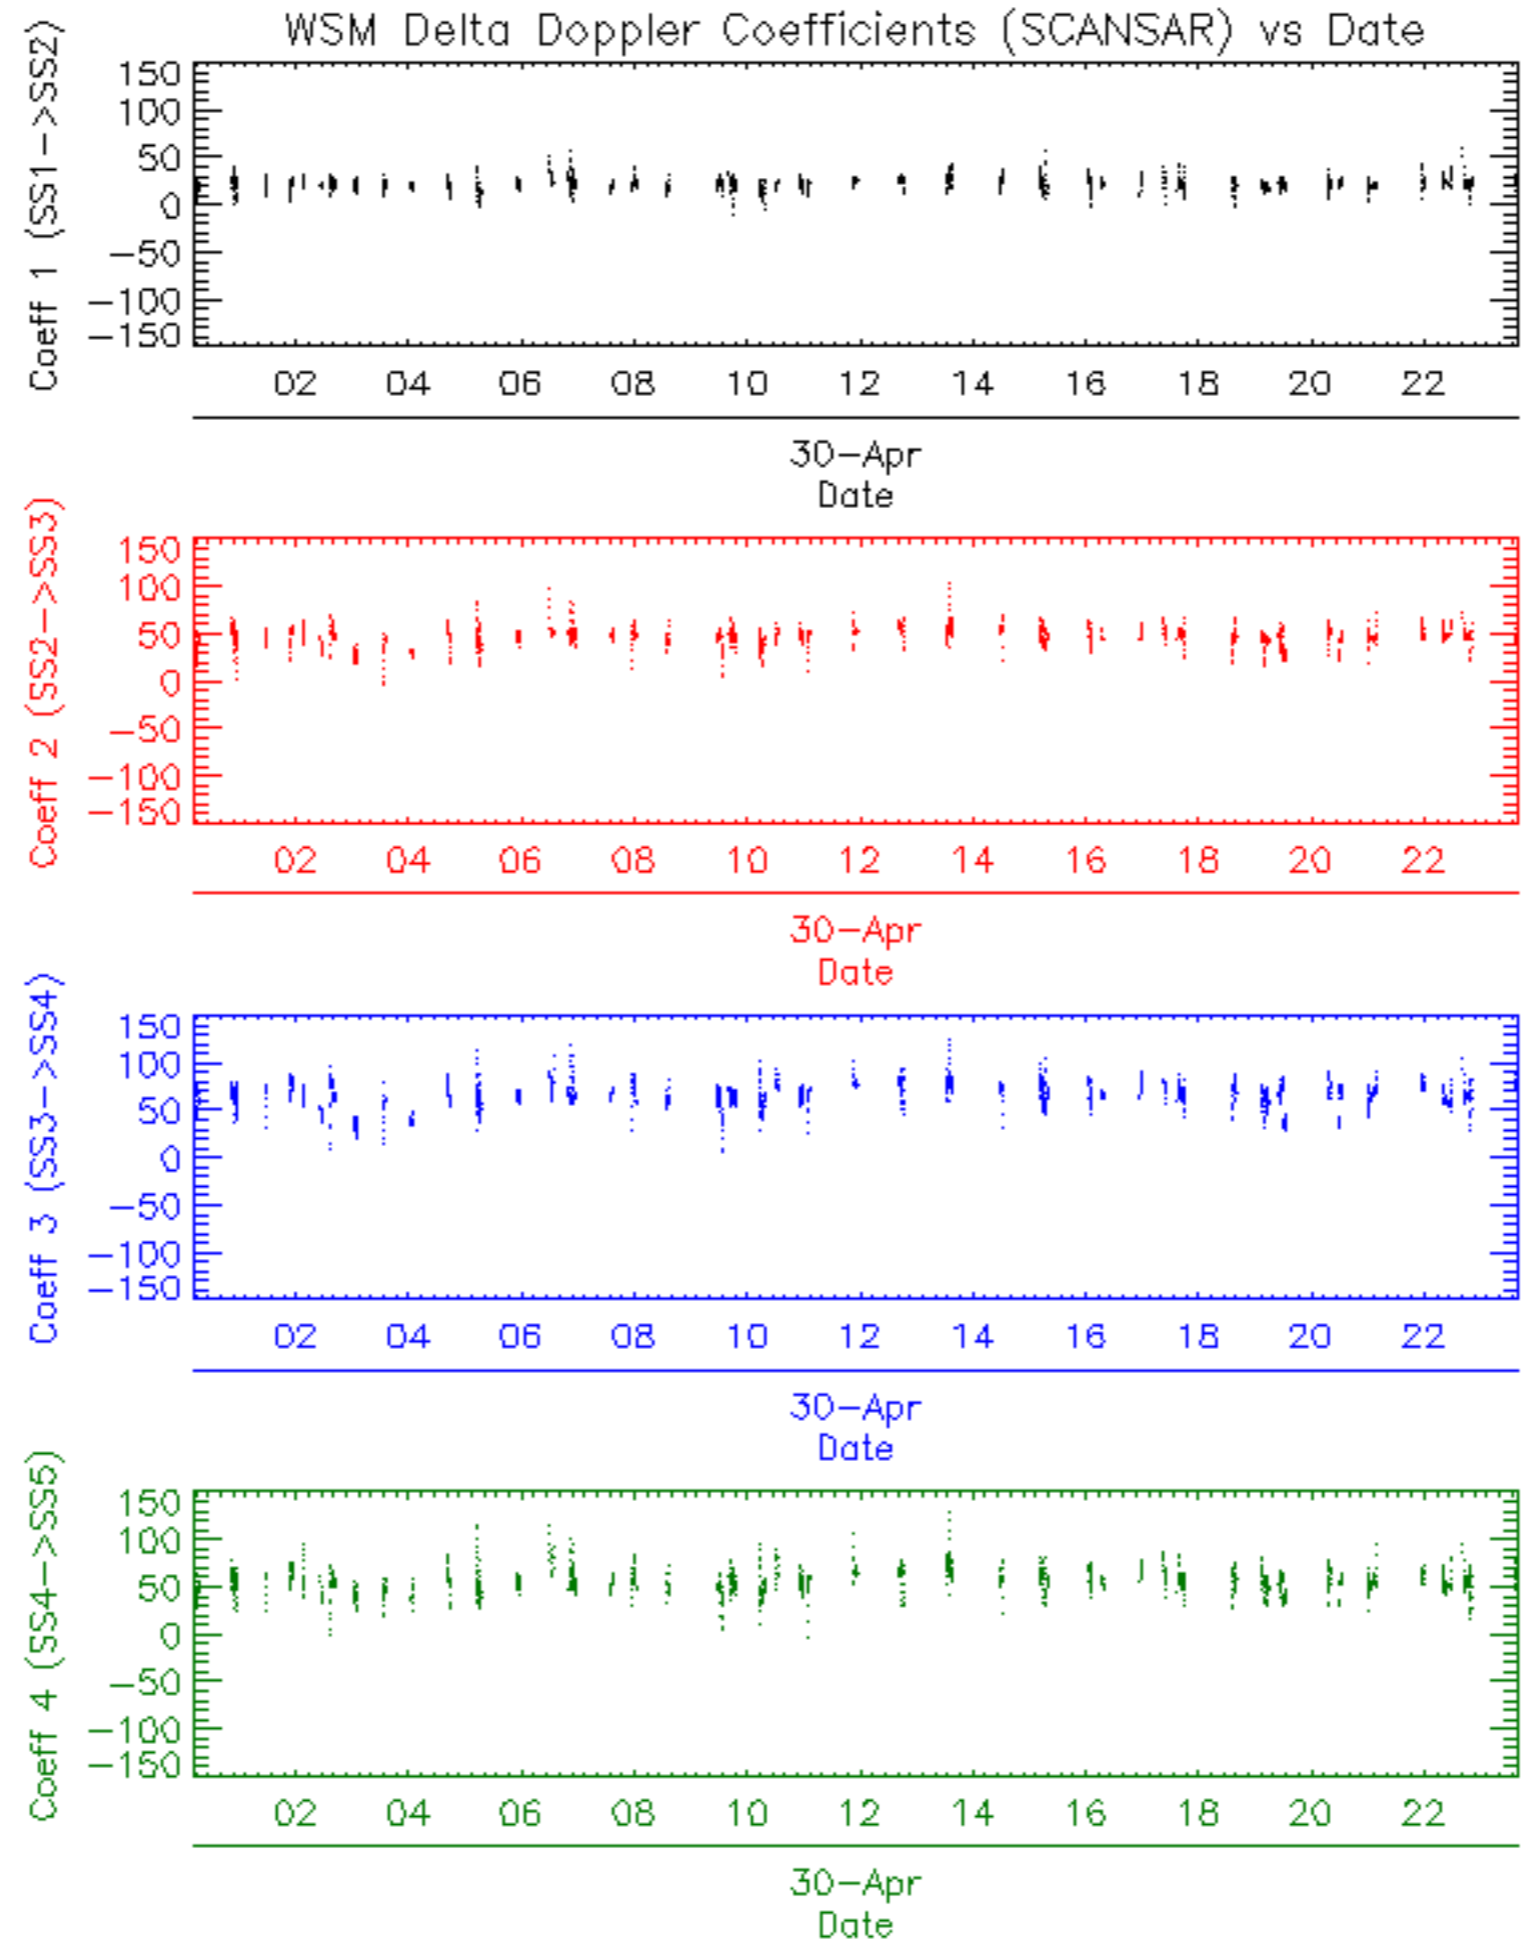 WSM Delta Doppler Coefficients (SCANSAR) vs Date
Coeff 1 (SS1->SS2)
150
100
50
0
-50
-100
-150
02 04 06 08 10 12 14 16 18 20 22
30-Apr
Date
Coeff 2 (SS2->SS3)
150
100
50
0
-50
-100
-150
02 04 06 08 10 12 14 16 18 20 22
30-Apr
Date
Coeff 3 (SS3->SS4)
150
100
50
0
-50
-100
-150
02 04 06 08 10 12 14 16 18 20 22
30-Apr
Date
Coeff 4 (SS4->SS5)
150
100
50
0
-50
-100
-150
02 04 06 08 10 12 14 16 18 20 22
30-Apr
Date